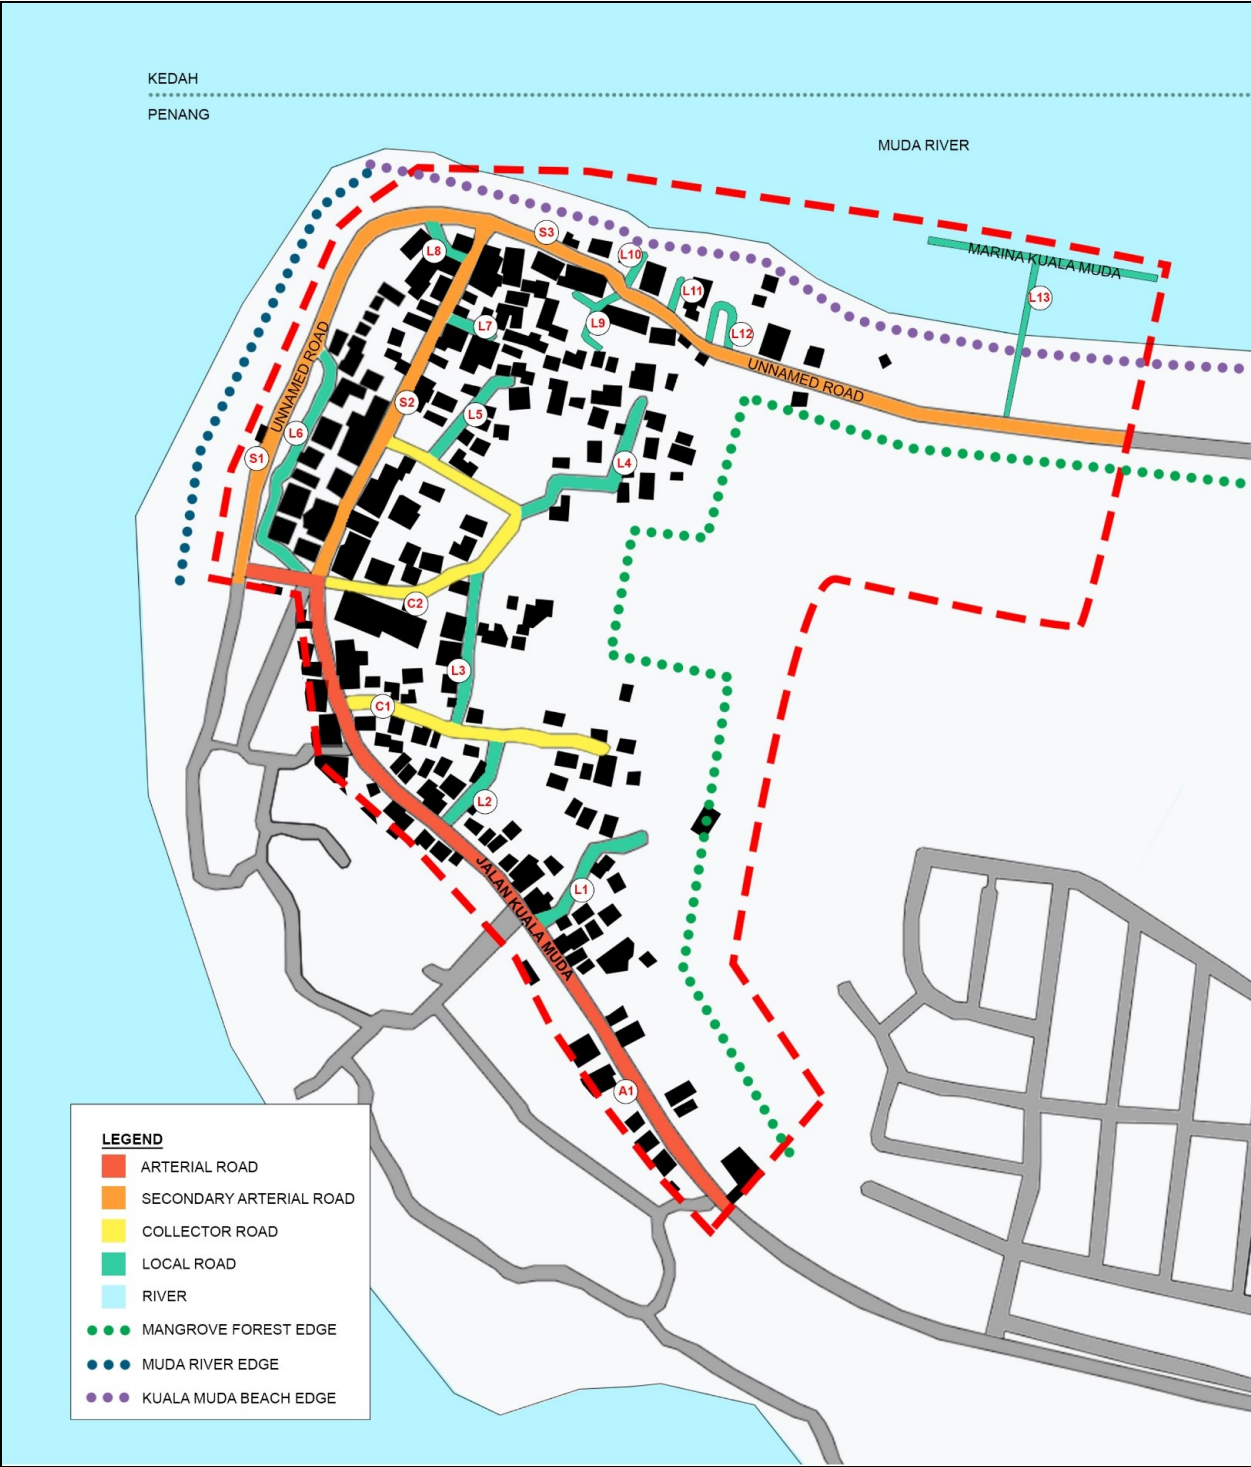 KEDAH
PENANG
MUDA RIVER
S3
L8
L10
MARINA KUALA MUDA
L11
L13
L7
L9
L12
UNNAMED ROAD
UNNAMED ROAD
S2
L5
L6
S1
L4
C2
L3
C1
L2
JALAN KUALA MUDA
L1
A1
LEGEND
ARTERIAL ROAD
SECONDARY ARTERIAL ROAD
COLLECTOR ROAD
LOCAL ROAD
RIVER
MANGROVE FOREST EDGE
MUDA RIVER EDGE
KUALA MUDA BEACH EDGE